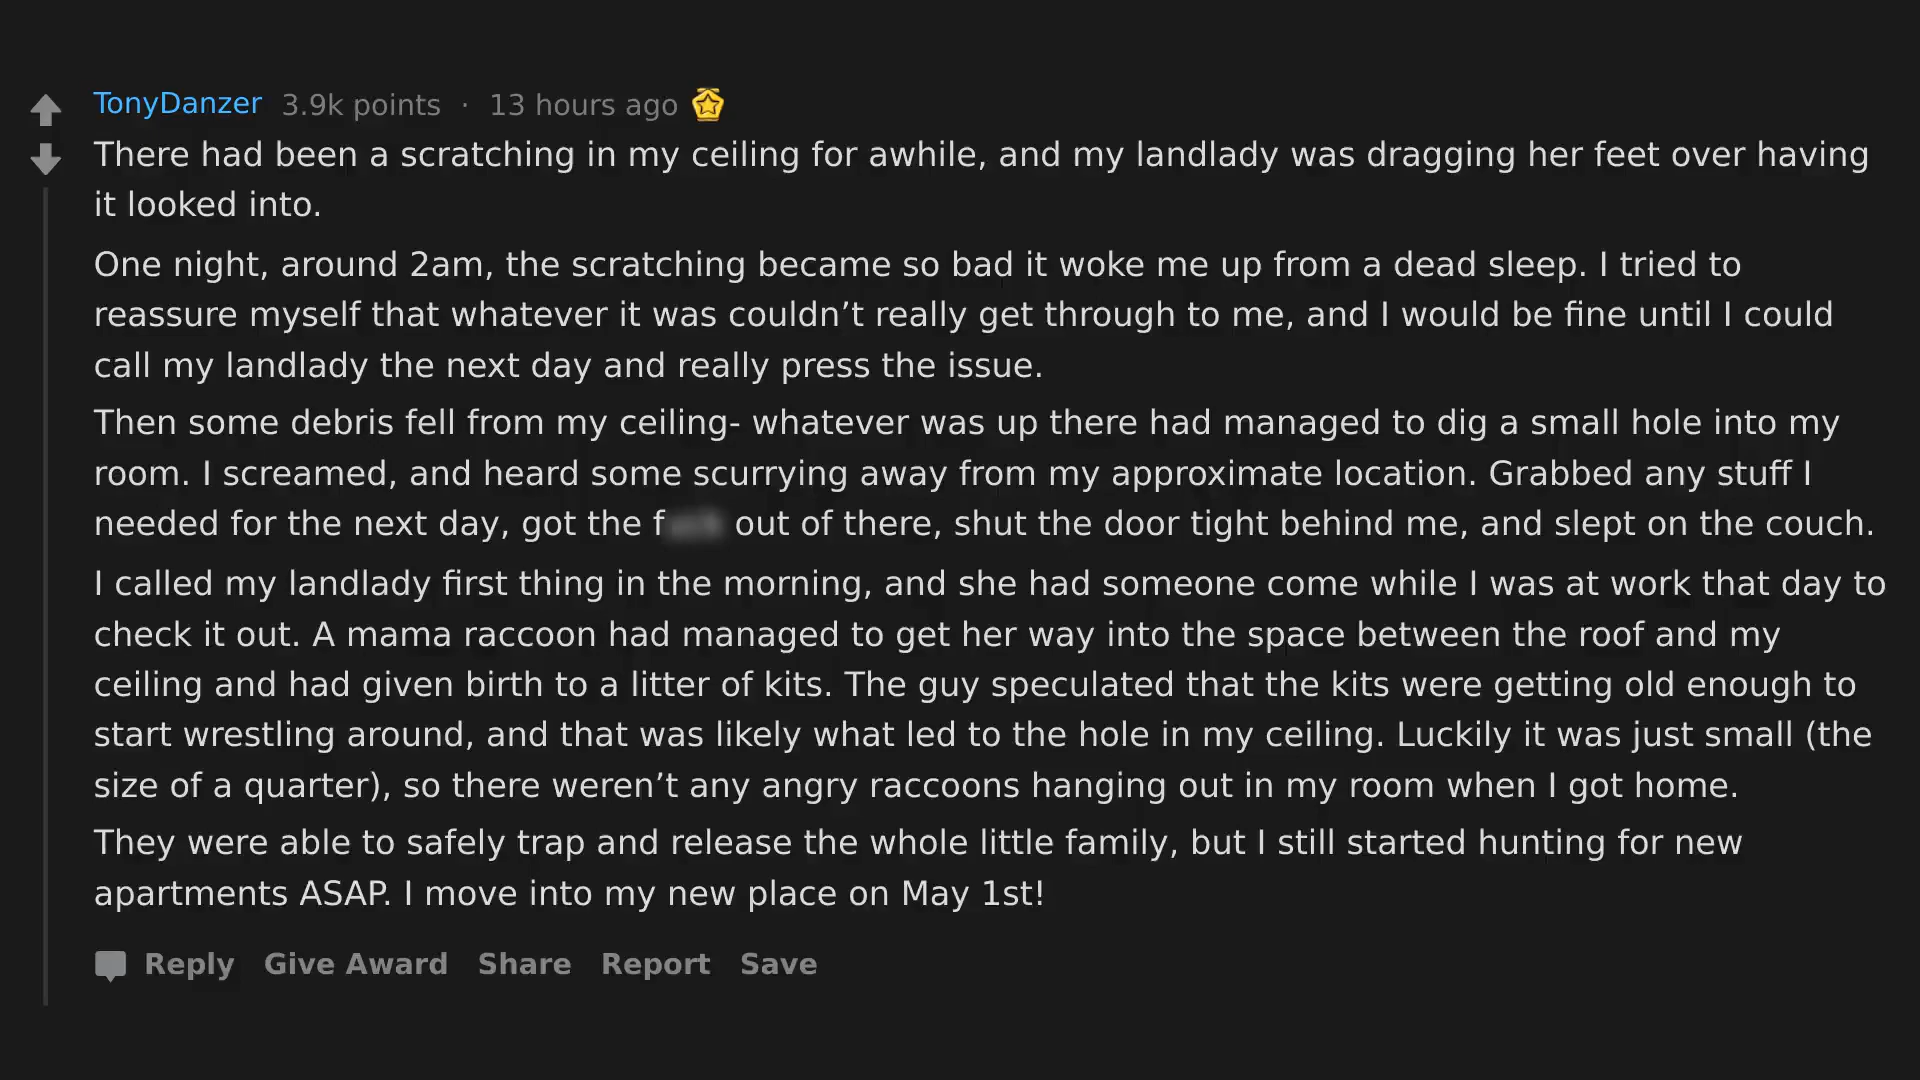 TonyDanzer 3.9k points · 13 hours ago
There had been a scratching in my ceiling for awhile, and my landlady was dragging her feet over having
it looked into.
One night, around 2am, the scratching became so bad it woke me up from a dead sleep. I tried to
reassure myself that whatever it was couldn’t really get through to me, and I would be fine until I could
call my landlady the next day and really press the issue.
Then some debris fell from my ceiling- whatever was up there had managed to dig a small hole into my
room. I screamed, and heard some scurrying away from my approximate location. Grabbed any stuff I
needed for the next day, got the f out of there, shut the door tight behind me, and slept on the couch.
I called my landlady first thing in the morning, and she had someone come while I was at work that day to
check it out. A mama raccoon had managed to get her way into the space between the roof and my
ceiling and had given birth to a litter of kits. The guy speculated that the kits were getting old enough to
start wrestling around, and that was likely what led to the hole in my ceiling. Luckily it was just small (the
size of a quarter), so there weren’t any angry raccoons hanging out in my room when I got home.
They were able to safely trap and release the whole little family, but I still started hunting for new
apartments ASAP. I move into my new place on May 1st!
Reply Give Award Share Report Save